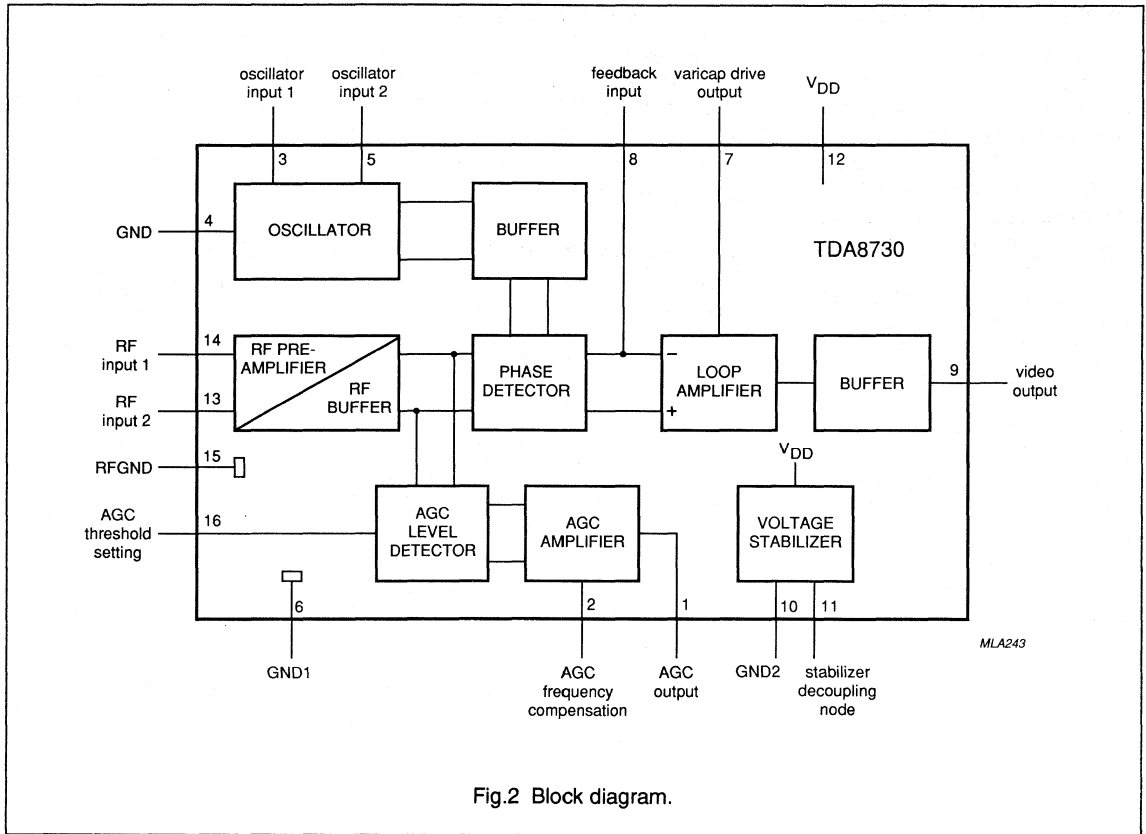 oscillator
input 1
oscillator
input 2
feedback
input
varicap drive
output
VDD
3
5
8
7
12
4
GND
OSCILLATOR
BUFFER
TDA8730
14
RF
input 1
RF PRE-
AMPLIFIER
RF
BUFFER
PHASE
DETECTOR
−
LOOP
AMPLIFIER
+
BUFFER
9
video
output
13
RF
input 2
15
RFGND
VDD
AGC
threshold
setting
16
AGC
LEVEL
DETECTOR
AGC
AMPLIFIER
VOLTAGE
STABILIZER
6
2
1
10
11
GND1
AGC
frequency
compensation
AGC
output
GND2
stabilizer
decoupling
node
MLA243
Fig.2 Block diagram.